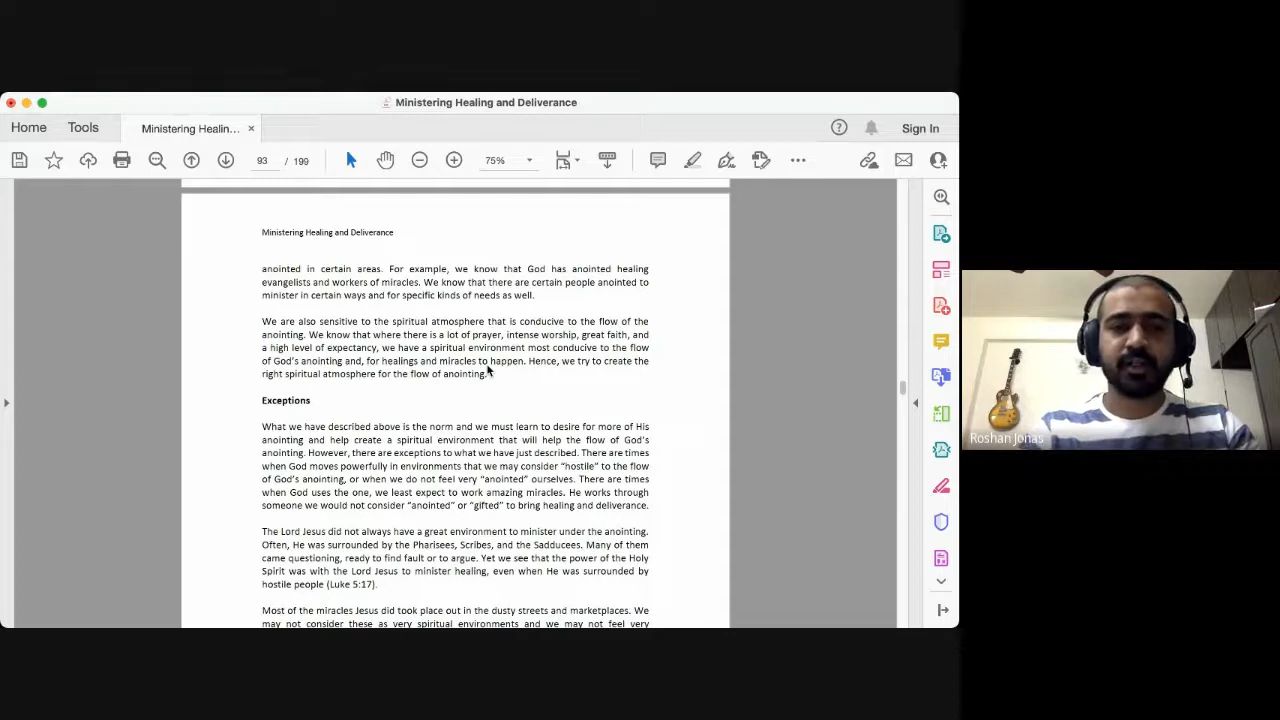 Ministering Healing and Deliverance
Home
Tools
Ministering Healin...
Sign In
93 / 199
75%
Ministering Healing and Deliverance
anointed in certain areas. For example, we know that God has anointed healing
evangelists and workers of miracles. We know that there are certain people anointed to
minister in certain ways and for specific kinds of needs as well.
We are also sensitive to the spiritual atmosphere that is conducive to the flow of the
anointing. We know that where there is a lot of prayer, intense worship, great faith, and
a high level of expectancy, we have a spiritual environment most conducive to the flow
of God's anointing and, for healings and miracles to happen. Hence, we try to create the
right spiritual atmosphere for the flow of anointing.
Exceptions
What we have described above is the norm and we must learn to desire for more of His
anointing and help create a spiritual environment that will help the flow of God's
anointing. However, there are exceptions to what we have just described. There are times
when God moves powerfully in environments that we may consider "hostile" to the flow
of God's anointing, or when we do not feel very "anointed" ourselves. There are times
when God uses the one, we least expect to work amazing miracles. He works through
someone we would not consider "anointed" or "gifted" to bring healing and deliverance.
The Lord Jesus did not always have a great environment to minister under the anointing.
Often, He was surrounded by the Pharisees, Scribes, and the Sadducees. Many of them
came questioning, ready to find fault or to argue. Yet we see that the power of the Holy
Spirit was with the Lord Jesus to minister healing, even when He was surrounded by
hostile people (Luke 5:17).
Most of the miracles Jesus did took place out in the dusty streets and marketplaces. We
may not consider these as very spiritual environments and we may not feel very
Roshan Jonas